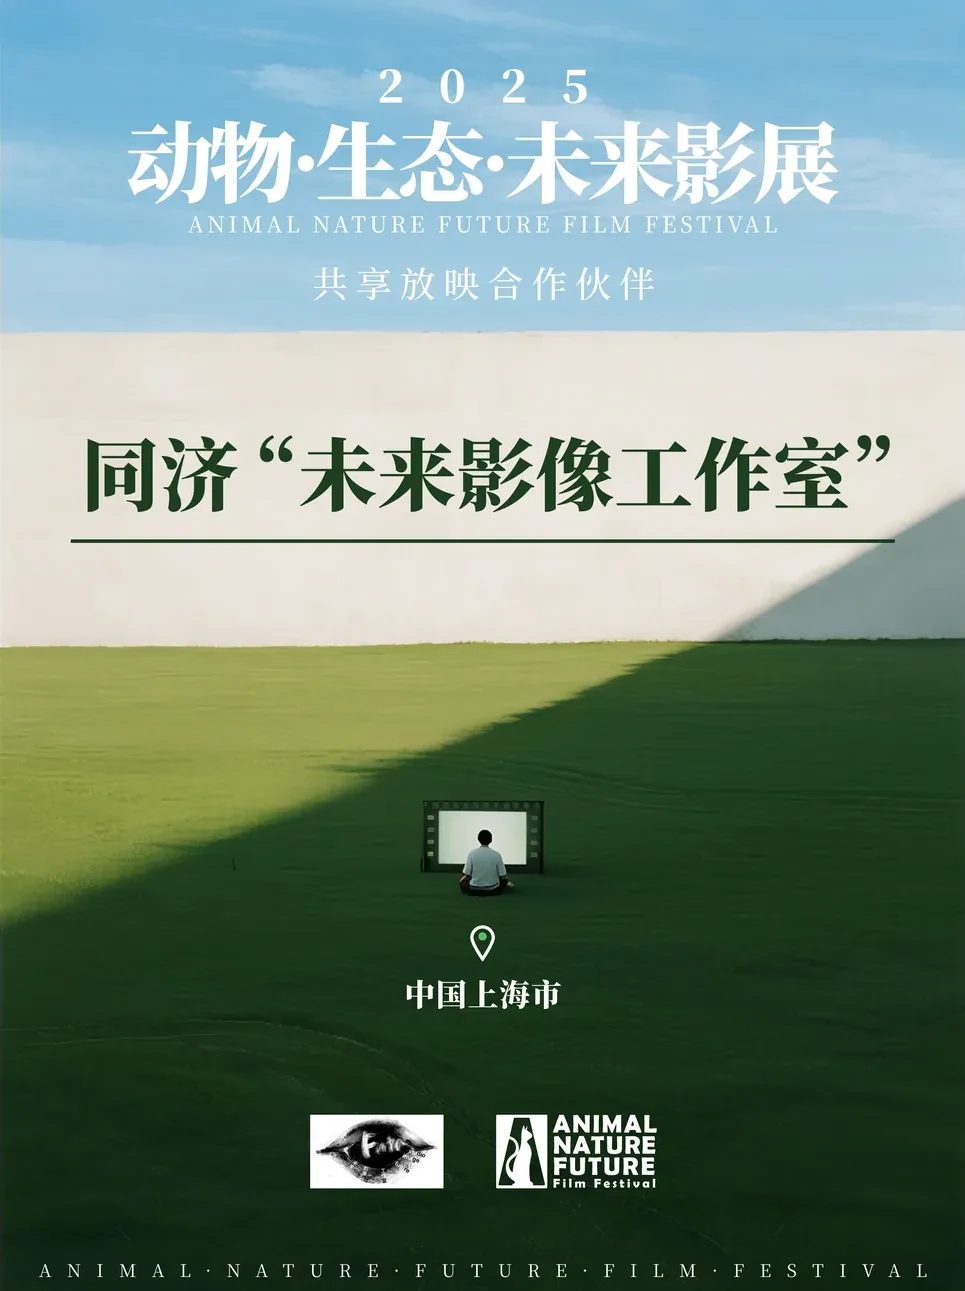 2025
动物·生态·未来影展
ANIMAL NATURE FUTURE FILM FESTIVAL
共享放映合作伙伴
同济“未来影像工作室”
中国上海市
ANIMAL
NATURE
FUTURE
Film Festival
ANIMAL·NATURE·FUTURE·FILM·FESTIVAL